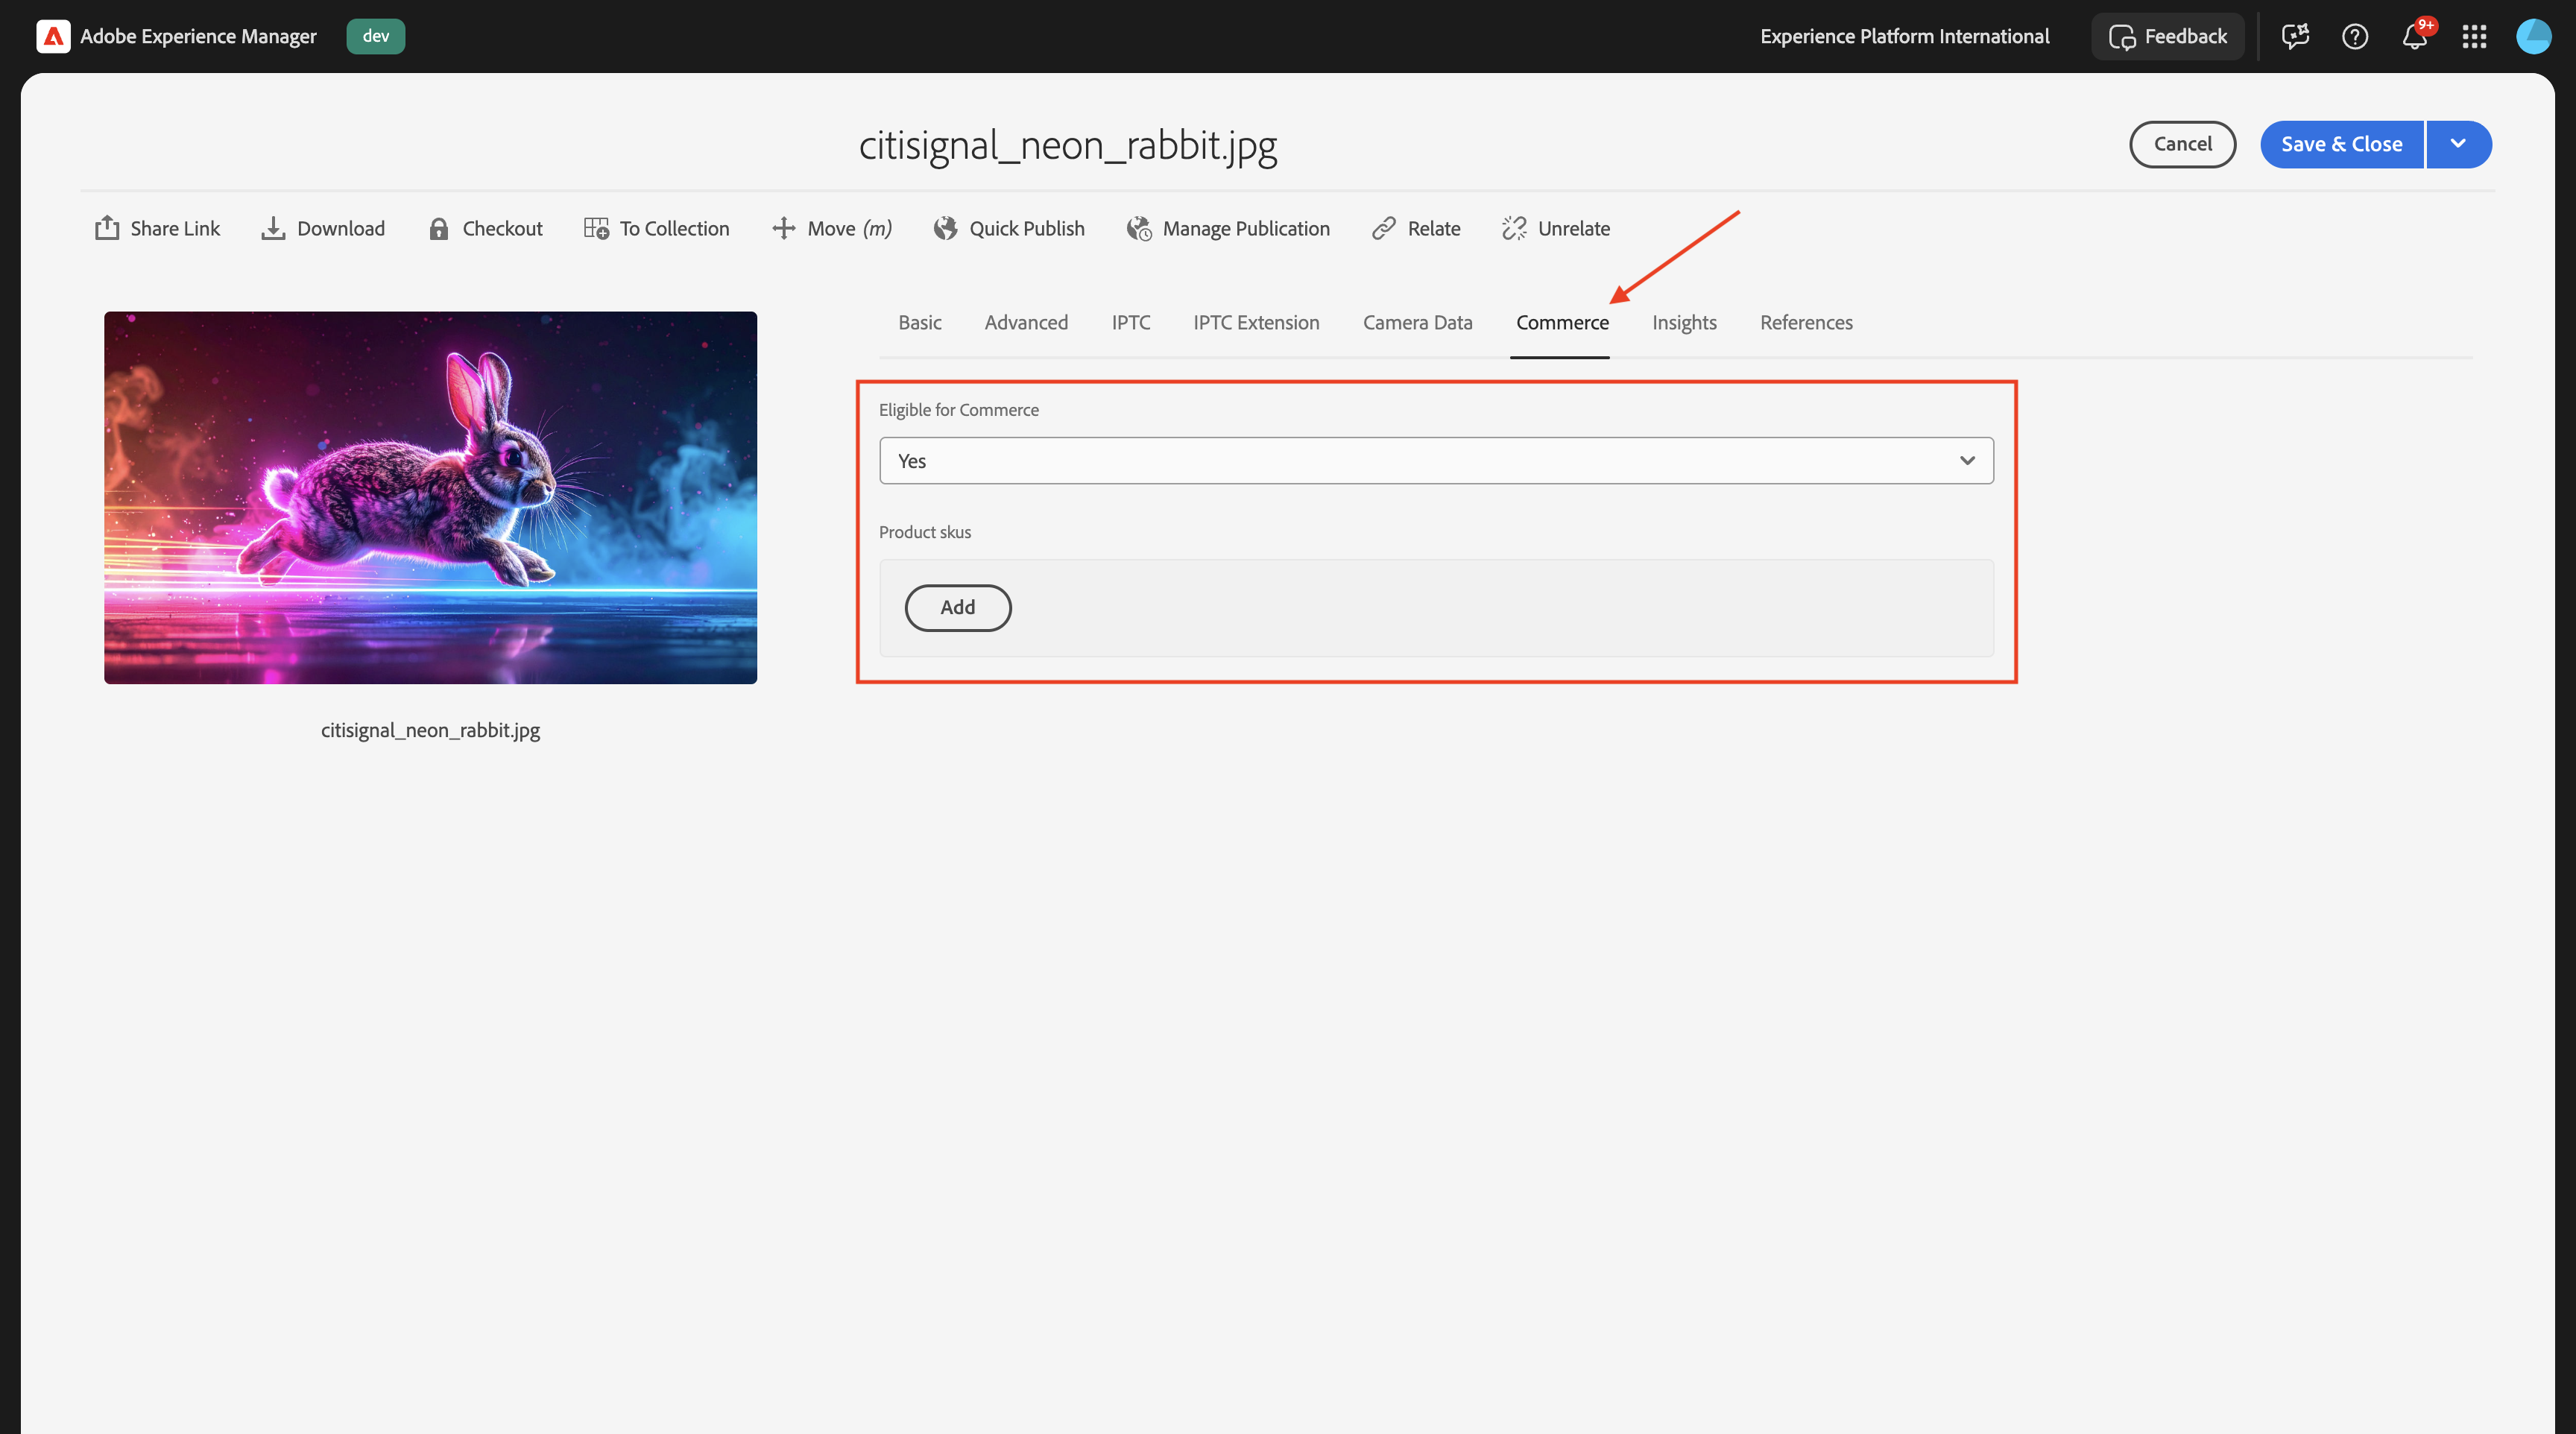 Adobe Experience Manager dev Experience Platform International Feedback 9+
citisignal_neon_rabbit.jpg Cancel Save & Close
Share Link Download Checkout To Collection Move (m) Quick Publish Manage Publication Relate Unrelate
Basic Advanced IPTC IPTC Extension Camera Data Commerce Insights References
Eligible for Commerce
Yes
Product skus
Add
citisignal_neon_rabbit.jpg